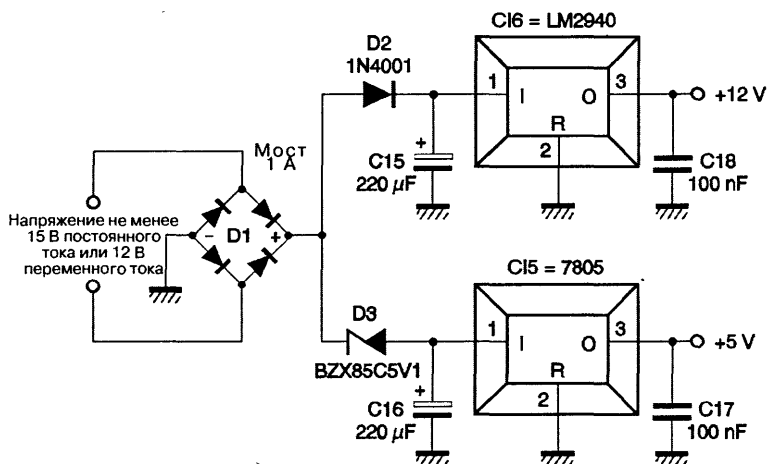 CI6 = LM2940
D2
1N4001
1
I
O
3
+12 V
R
2
+
C15
220 µF
C18
100 nF
Мост
1 А
Напряжение не менее
15 В постоянного
тока или 12 В
переменного тока
−
D1
+
CI5 = 7805
D3
BZX85C5V1
1
I
O
3
+5 V
R
2
+
C16
220 µF
C17
100 nF